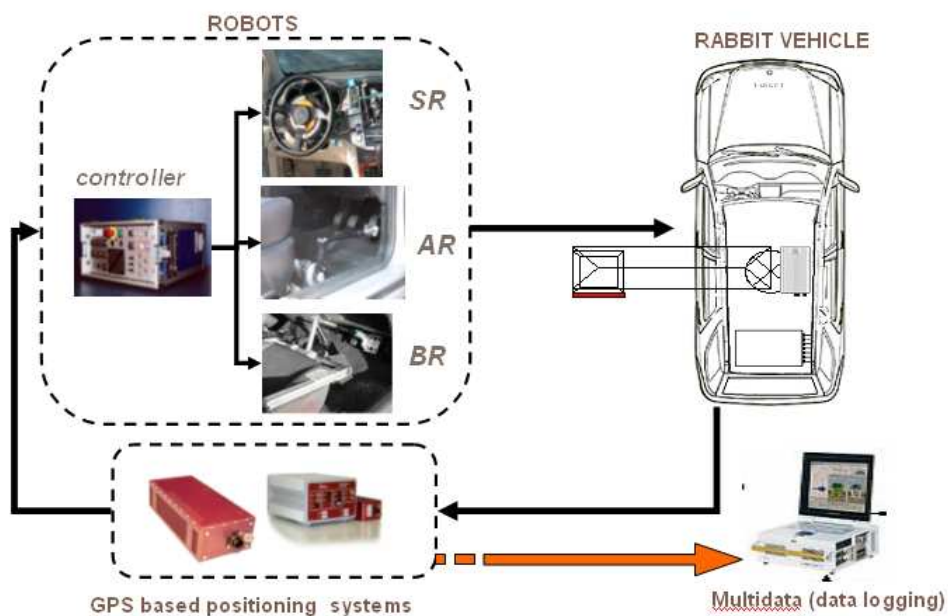 ROBOTS
RABBIT VEHICLE
SR
controller
AR
BR
GPS based positioning systems
Multidata (data logging)